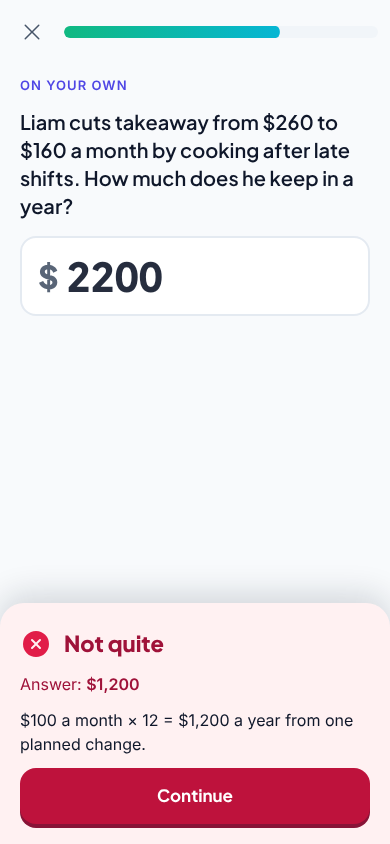 ON YOUR OWN
Liam cuts takeaway from $260 to
$160 a month by cooking after late
shifts. How much does he keep in a
year?
$ 2200
Not quite
Answer: $1,200
$100 a month × 12 = $1,200 a year from one
planned change.
Continue